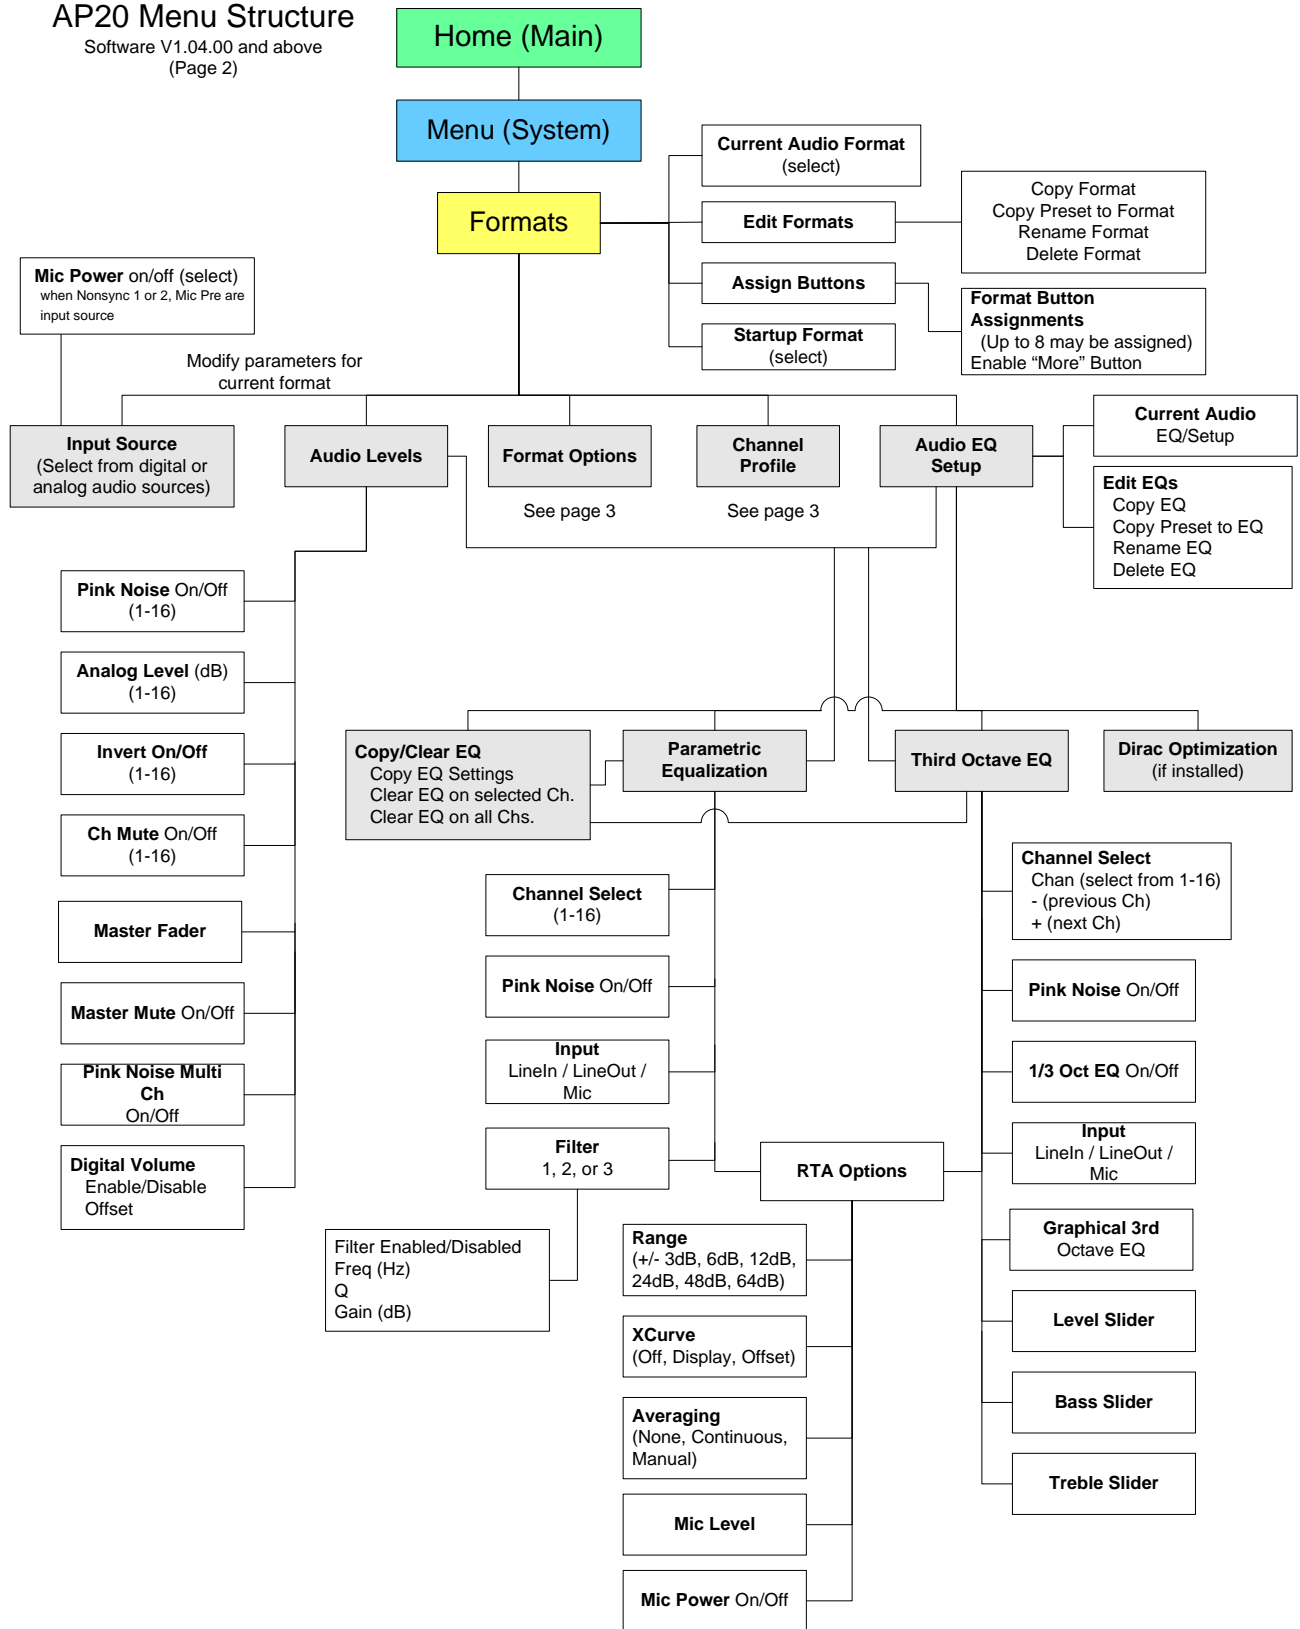 AP20 Menu Structure
Software V1.04.00 and above
(Page 2)
Home (Main)
Menu (System)
Formats
Current Audio Format
(select)
Edit Formats
Copy Format
Copy Preset to Format
Rename Format
Delete Format
Assign Buttons
Format Button
Assignments
(Up to 8 may be assigned)
Enable “More” Button
Startup Format
(select)
Mic Power on/off (select)
when Nonsync 1 or 2, Mic Pre are
input source
Modify parameters for
current format
Input Source
(Select from digital or
analog audio sources)
Audio Levels
Format Options
See page 3
Channel
Profile
See page 3
Audio EQ
Setup
Current Audio
EQ/Setup
Edit EQs
Copy EQ
Copy Preset to EQ
Rename EQ
Delete EQ
Pink Noise On/Off
(1-16)
Analog Level (dB)
(1-16)
Invert On/Off
(1-16)
Ch Mute On/Off
(1-16)
Master Fader
Master Mute On/Off
Pink Noise Multi
Ch
On/Off
Digital Volume
Enable/Disable
Offset
Copy/Clear EQ
Copy EQ Settings
Clear EQ on selected Ch.
Clear EQ on all Chs.
Parametric
Equalization
Third Octave EQ
Dirac Optimization
(if installed)
Channel Select
(1-16)
Pink Noise On/Off
Input
LineIn / LineOut /
Mic
Filter
1, 2, or 3
Filter Enabled/Disabled
Freq (Hz)
Q
Gain (dB)
RTA Options
Range
(+/- 3dB, 6dB, 12dB,
24dB, 48dB, 64dB)
XCurve
(Off, Display, Offset)
Averaging
(None, Continuous,
Manual)
Mic Level
Mic Power On/Off
Channel Select
Chan (select from 1-16)
- (previous Ch)
+ (next Ch)
Pink Noise On/Off
1/3 Oct EQ On/Off
Input
LineIn / LineOut /
Mic
Graphical 3rd
Octave EQ
Level Slider
Bass Slider
Treble Slider